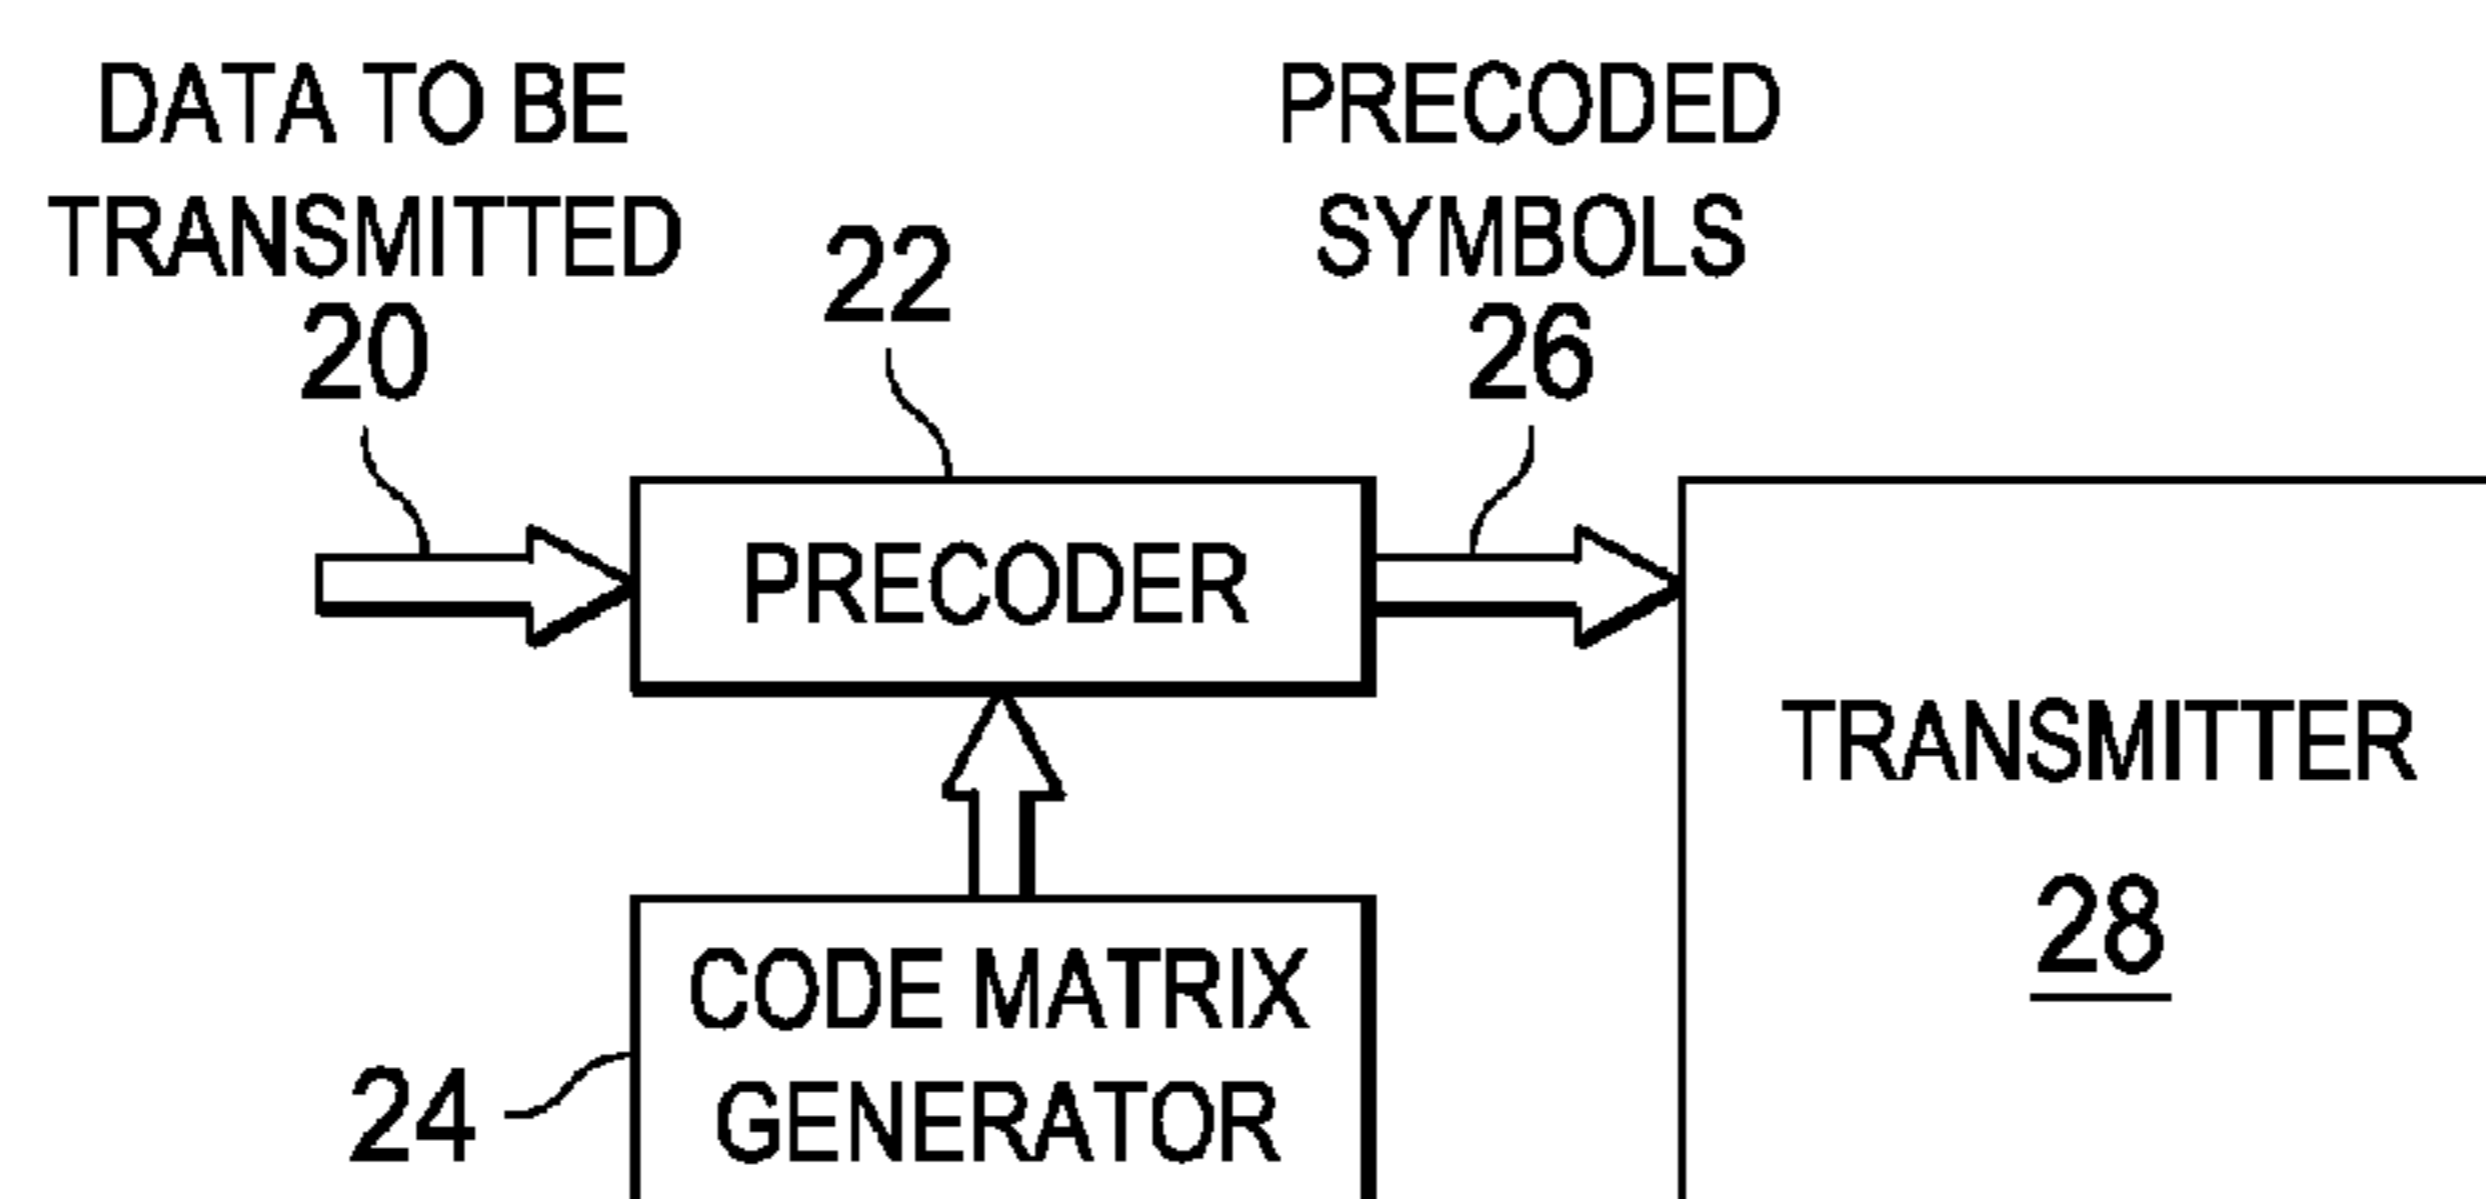 DATA TO BE
TRANSMITTED
20
22
PRECODED
SYMBOLS
26
PRECODER
TRANSMITTER
28
CODE MATRIX
GENERATOR
24